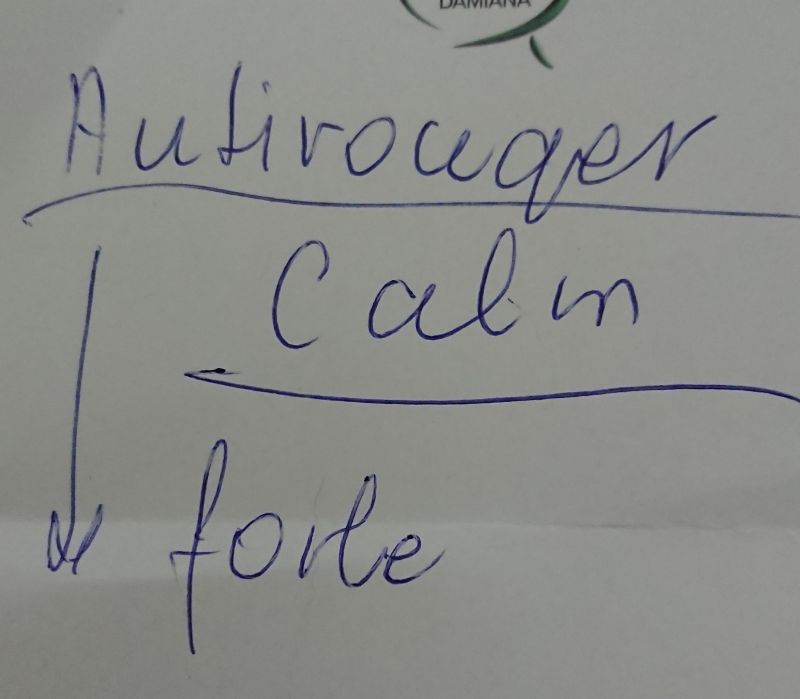 DAMIANA
Antirouger
Calm
forte